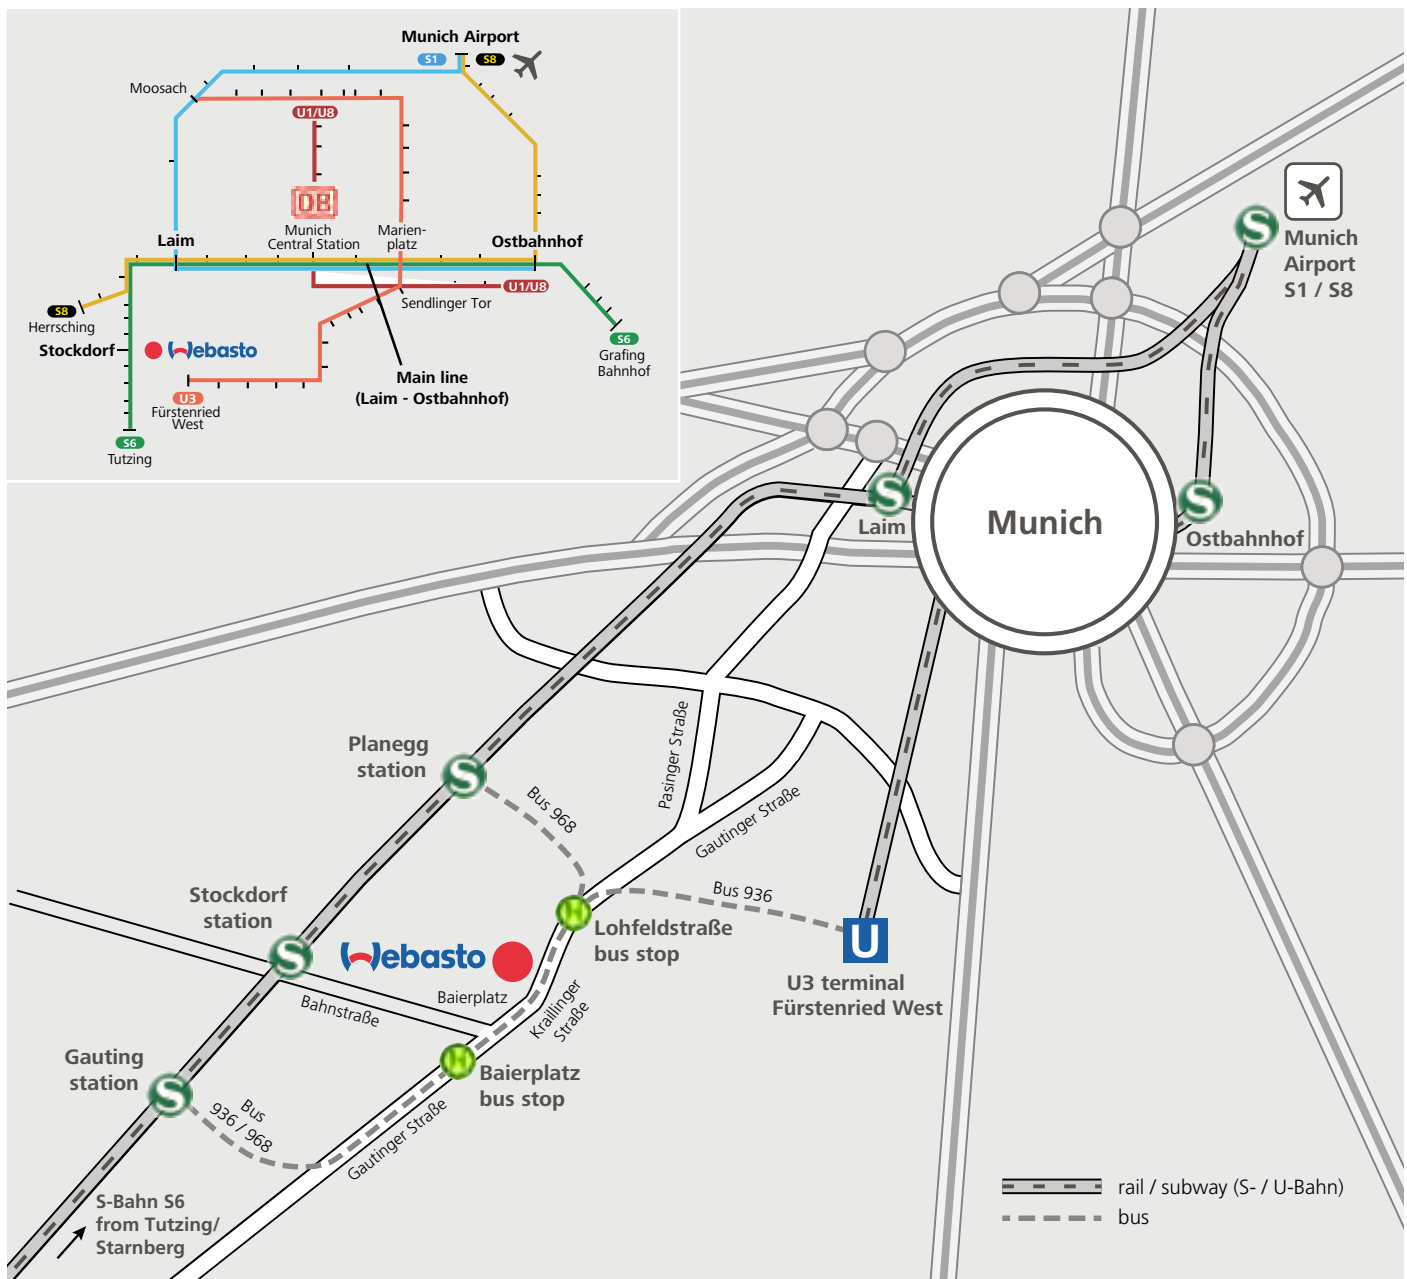 Munich Airport
S1
S8
Moosach
U1/U8
DB
Munich
Central Station
Marien-
platz
Laim
Ostbahnhof
S8
Herrsching
U1/U8
Sendlinger Tor
Stockdorf
Webasto
S6
Grafing
Bahnhof
Main line
(Laim - Ostbahnhof)
U3
Fürstenried
West
S6
Tutzing
S
Munich
Airport
S1 / S8
S
Laim
Munich
S
Ostbahnhof
Planegg
station
S
Bus 968
Pasinger Straße
Gautinger Straße
Stockdorf
station
S
Bus 936
H
Lohfeldstraße
bus stop
U
U3 terminal
Fürstenried West
Webasto
Baierplatz
Bahnstraße
Kraillinger
Straße
Gauting
station
S
H
Baierplatz
bus stop
Bus
936 / 968
Gautinger Straße
S-Bahn S6
from Tutzing/
Starnberg
rail / subway (S- / U-Bahn)
bus